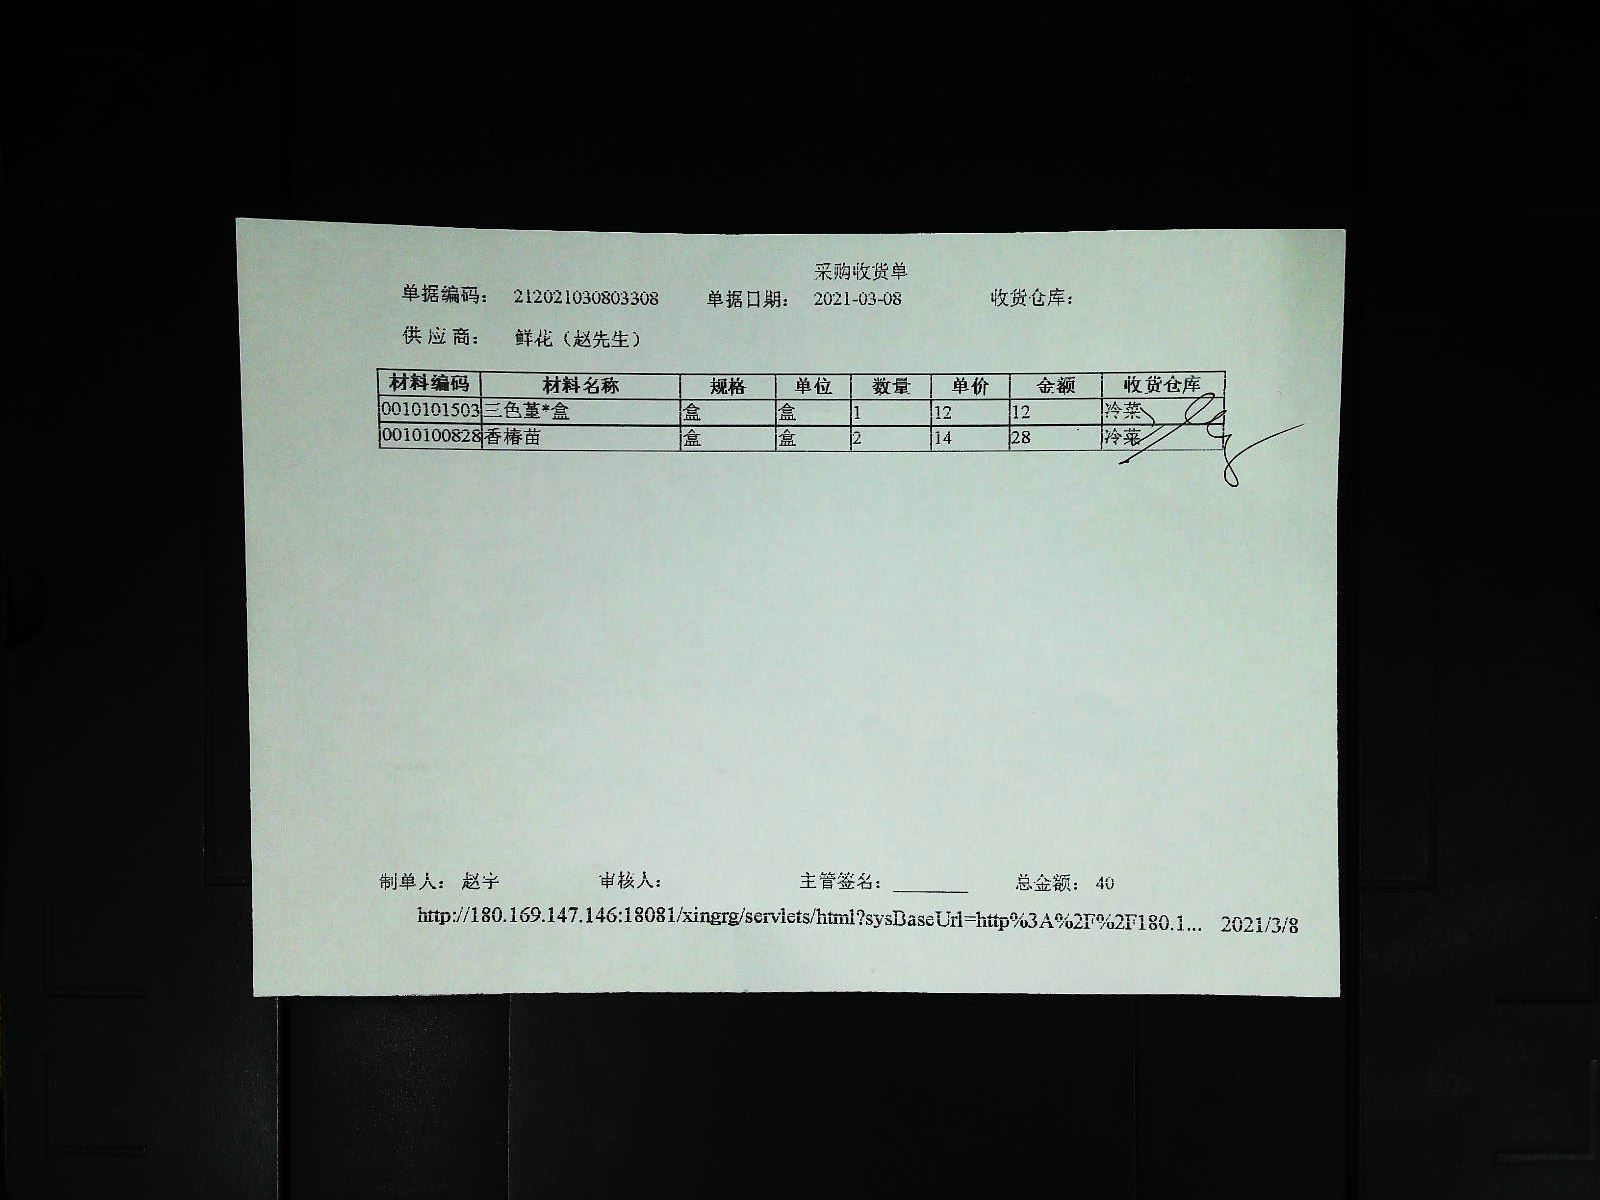 采购收货单
单据编码： 212021030803308 单据日期： 2021-03-08 收货仓库：
供应商： 鲜花（赵先生）
材料编码 材料名称 规格 单位 数量 单价 金额 收货仓库
0010101503 三色堇*盒 盒 盒 1 12 12 冷菜
0010100828 香椿苗 盒 盒 2 14 28 冷菜
制单人： 赵宇 审核人： 主管签名：_______ 总金额： 40
http://180.169.147.146:18081/xingrg/servlets/html?sysBaseUrl=http%3A%2F%2F180.1... 2021/3/8